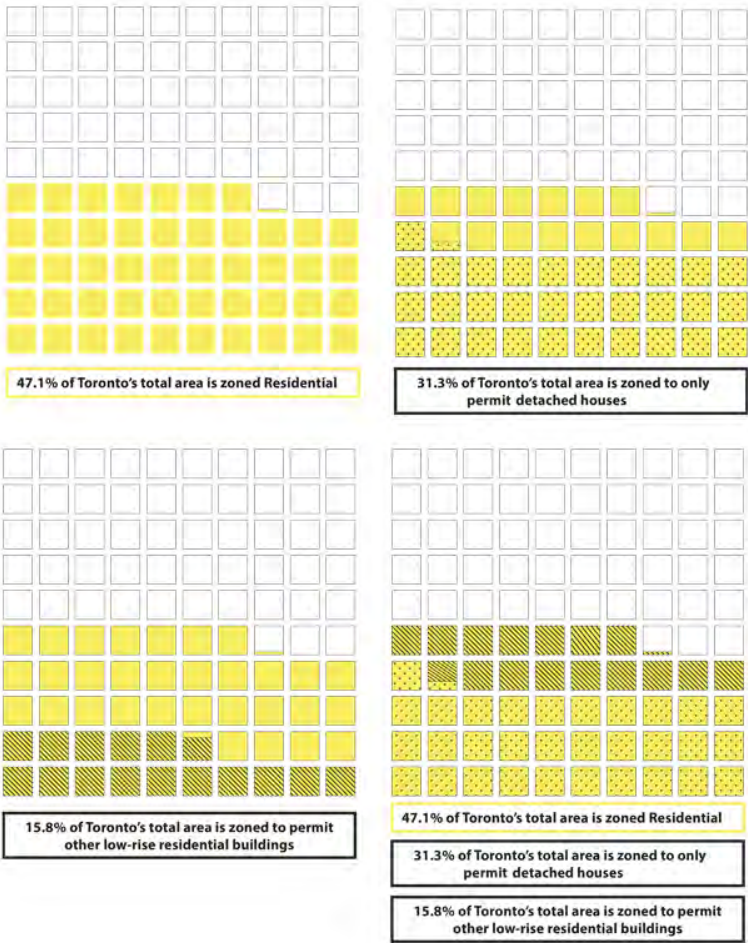 47.1% of Toronto's total area is zoned Residential
31.3% of Toronto's total area is zoned to only
permit detached houses
15.8% of Toronto's total area is zoned to permit
other low-rise residential buildings
47.1% of Toronto's total area is zoned Residential
31.3% of Toronto's total area is zoned to only
permit detached houses
15.8% of Toronto's total area is zoned to permit
other low-rise residential buildings